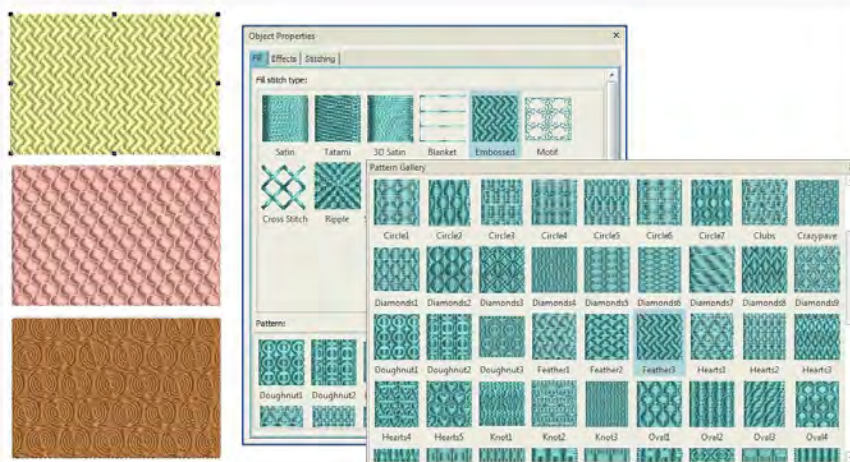 Object Properties
Fill Effects Stitching
Fill stitch type:
Satin Tatami 3D Satin Blanket Embossed Motif
Cross Stitch Ripple
Pattern:
Doughnut1 Doughnut2
Pattern Gallery
Circle1 Circle2 Circle3 Circle4 Circle5 Circle6 Circle7 Clubs Crazypave
Diamonds1 Diamonds2 Diamonds3 Diamonds4 Diamonds5 Diamonds6 Diamonds7 Diamonds8 Diamonds9
Doughnut1 Doughnut2 Doughnut3 Feather1 Feather2 Feather3 Hearts1 Hearts2 Hearts3
Hearts4 Hearts5 Knot1 Knot2 Knot3 Oval1 Oval2 Oval3 Oval4